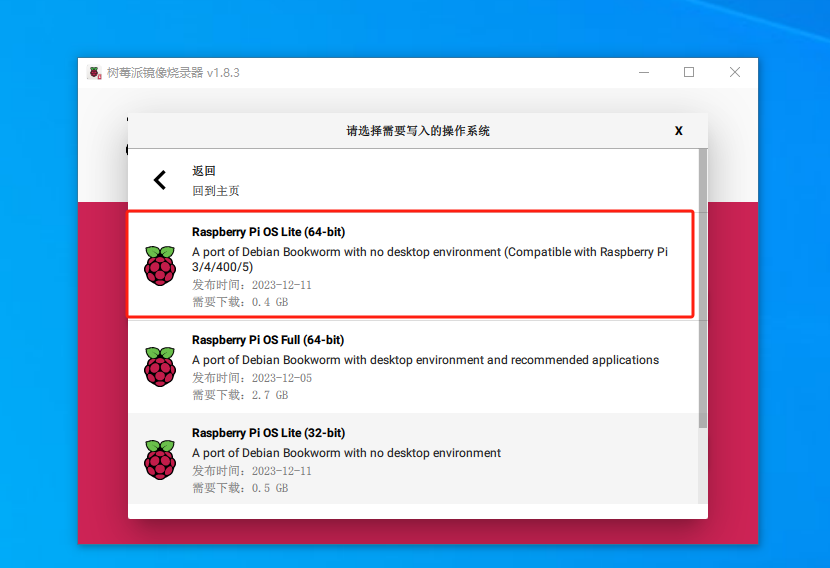 树莓派镜像烧录器 v1.8.3
请选择需要写入的操作系统
X
返回
回到主页
Raspberry Pi OS Lite (64-bit)
A port of Debian Bookworm with no desktop environment (Compatible with Raspberry Pi
3/4/400/5)
发布时间：2023-12-11
需要下载：0.4 GB
Raspberry Pi OS Full (64-bit)
A port of Debian Bookworm with desktop environment and recommended applications
发布时间：2023-12-05
需要下载：2.7 GB
Raspberry Pi OS Lite (32-bit)
A port of Debian Bookworm with no desktop environment
发布时间：2023-12-11
需要下载：0.5 GB